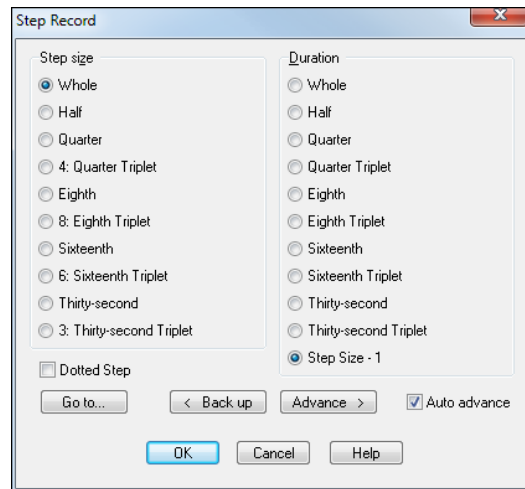 Step Record
Step size
Whole
Half
Quarter
4: Quarter Triplet
Eighth
8: Eighth Triplet
Sixteenth
6: Sixteenth Triplet
Thirty-second
3: Thirty-second Triplet
Dotted Step
Duration
Whole
Half
Quarter
Quarter Triplet
Eighth
Eighth Triplet
Sixteenth
Sixteenth Triplet
Thirty-second
Thirty-second Triplet
Step Size - 1
Go to... < Back up Advance > Auto advance
OK Cancel Help